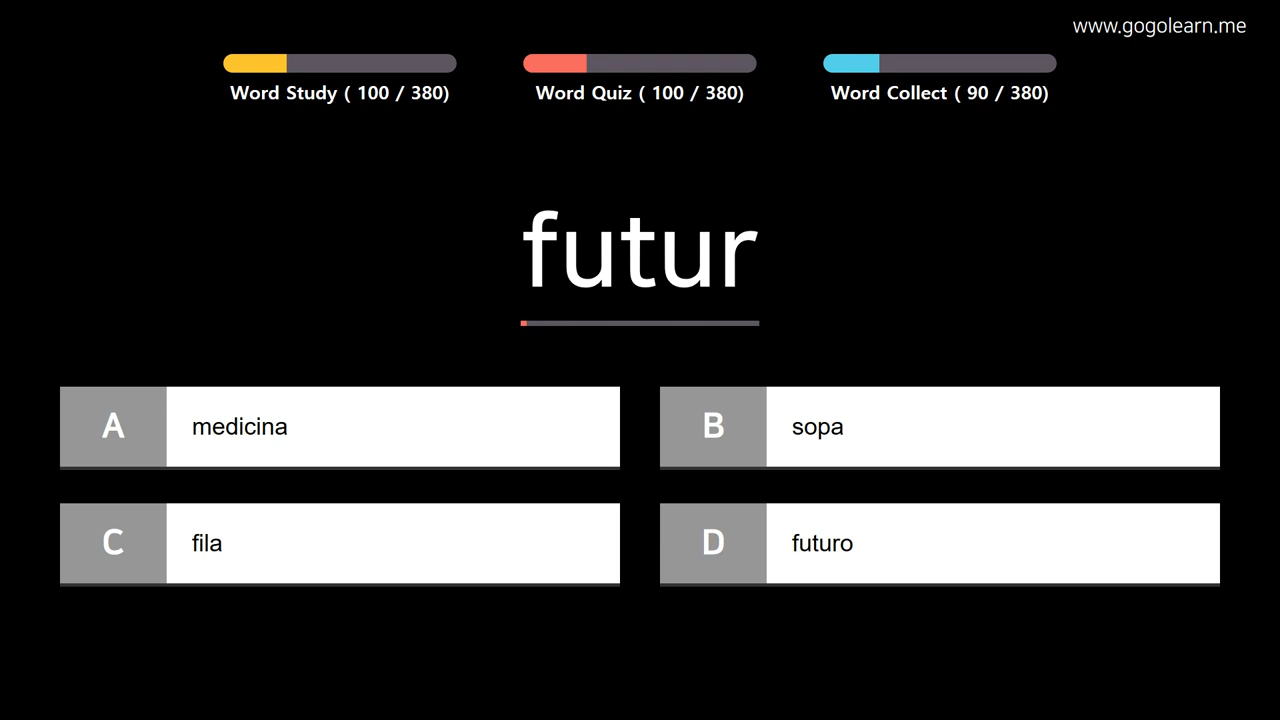 www.gogolearn.me
Word Study ( 100 / 380)
Word Quiz ( 100 / 380)
Word Collect ( 90 / 380)
futur
A medicina
B sopa
C fila
D futuro